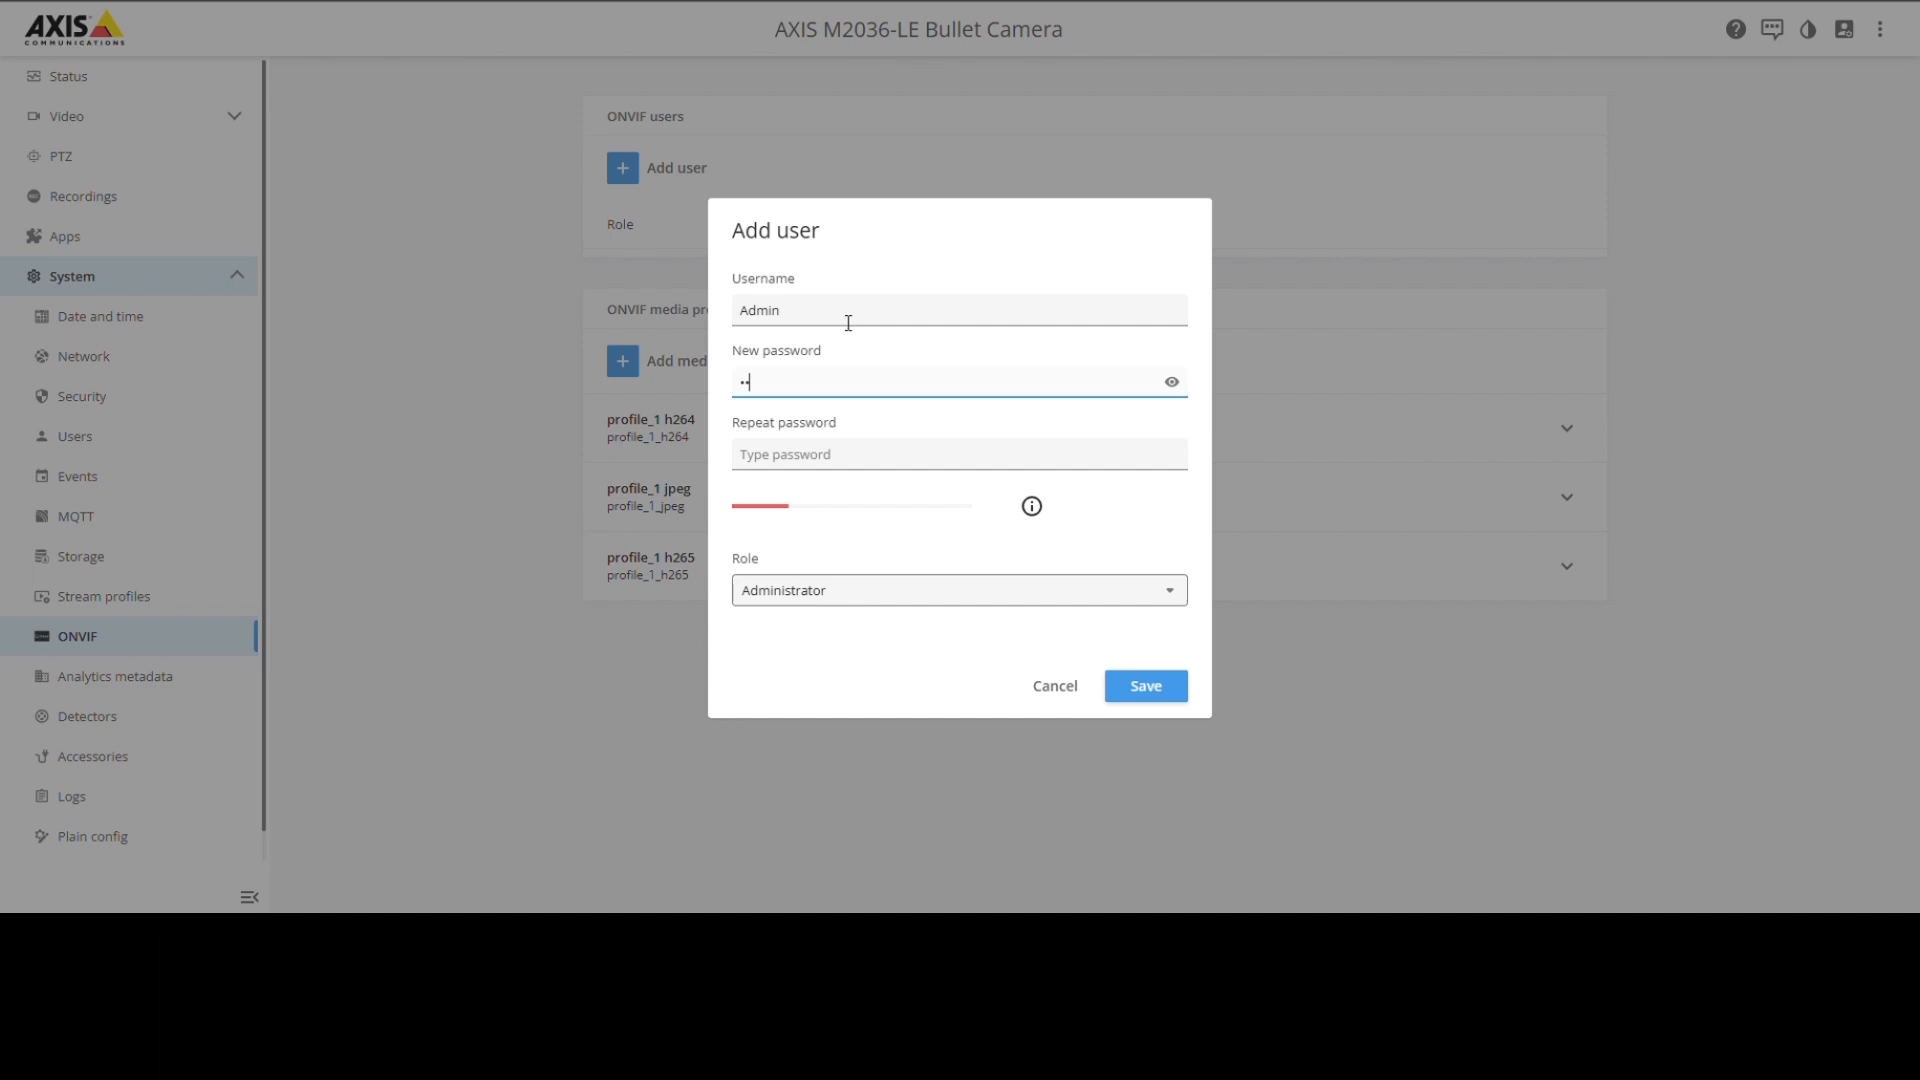 AXIS
COMMUNICATIONS
AXIS M2036-LE Bullet Camera
Status
Video
PTZ
Recordings
Apps
System
Date and time
Network
Security
Users
Events
MQTT
Storage
Stream profiles
ONVIF
Analytics metadata
Detectors
Accessories
Logs
Plain config
ONVIF users
Add user
Role
ONVIF media pr
Add med
profile_1 h264
profile_1_h264
profile_1 jpeg
profile_1_jpeg
profile_1 h265
profile_1_h265
Add user
Username
Admin
New password
••
Repeat password
Type password
Role
Administrator
Cancel
Save